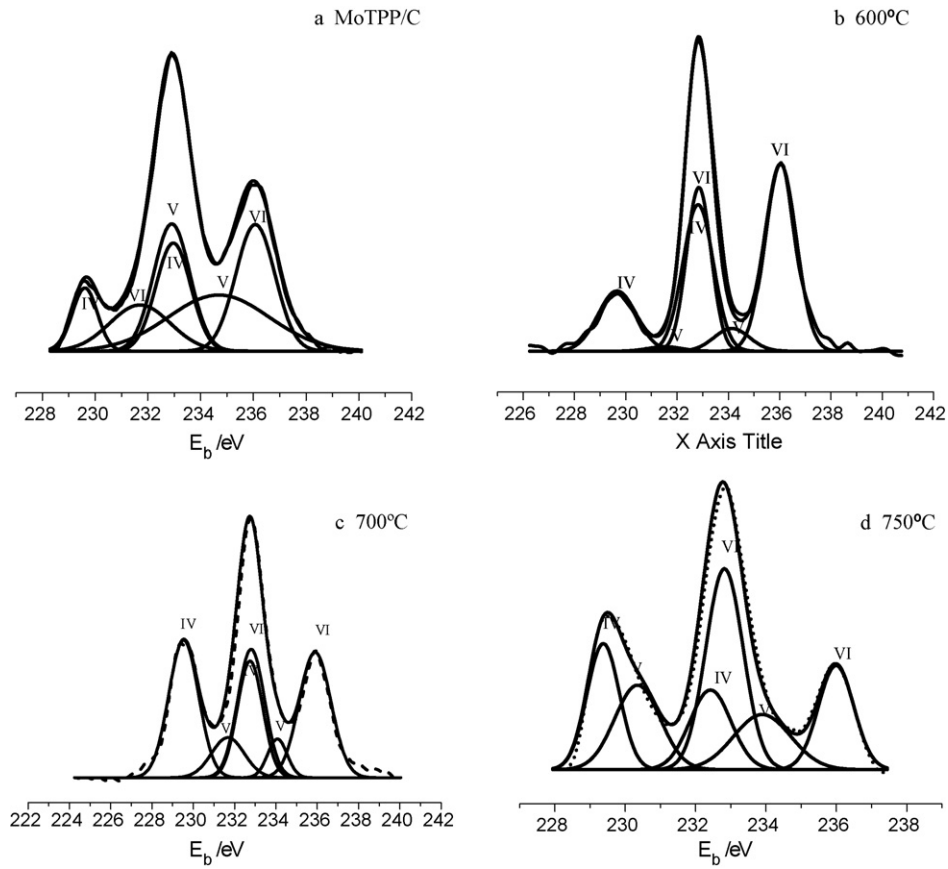 a MoTPP/C
V
IV
VI
IV
VI
V
228 230 232 234 236 238 240 242
E_b /eV
b 600ºC
VI
VI
IV
IV
V
V
226 228 230 232 234 236 238 240 242
X Axis Title
c 700ºC
IV
VI
VI
V
V
222 224 226 228 230 232 234 236 238 240 242
E_b /eV
d 750ºC
VI
IV
V
IV
V
VI
228 230 232 234 236 238
E_b /eV